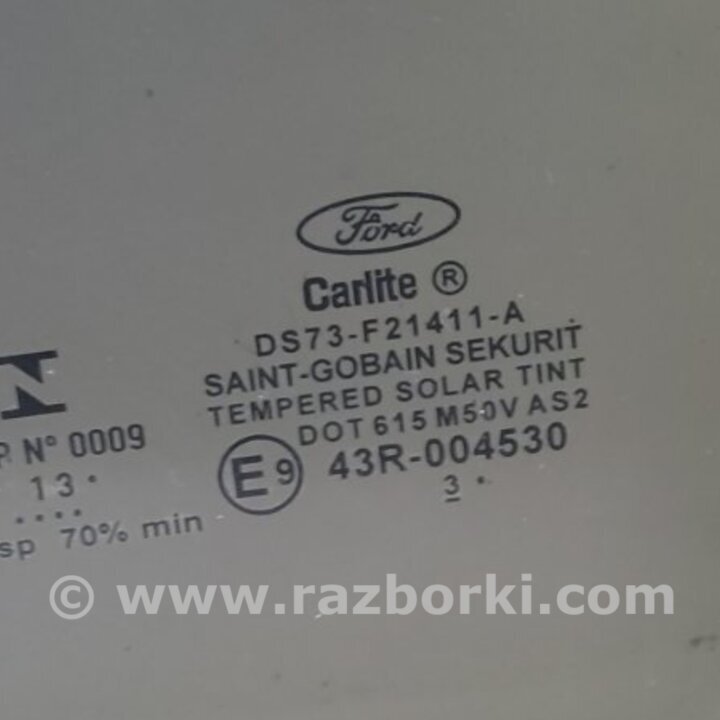 Ford
Carlite ®
DS73-F21411-A
SAINT-GOBAIN SEKURIT
TEMPERED SOLAR TINT
DOT 615 M50V AS2
E9 43R-004530
3 .
Nº 0009
13 .
....
70% min
© www.razborki.com